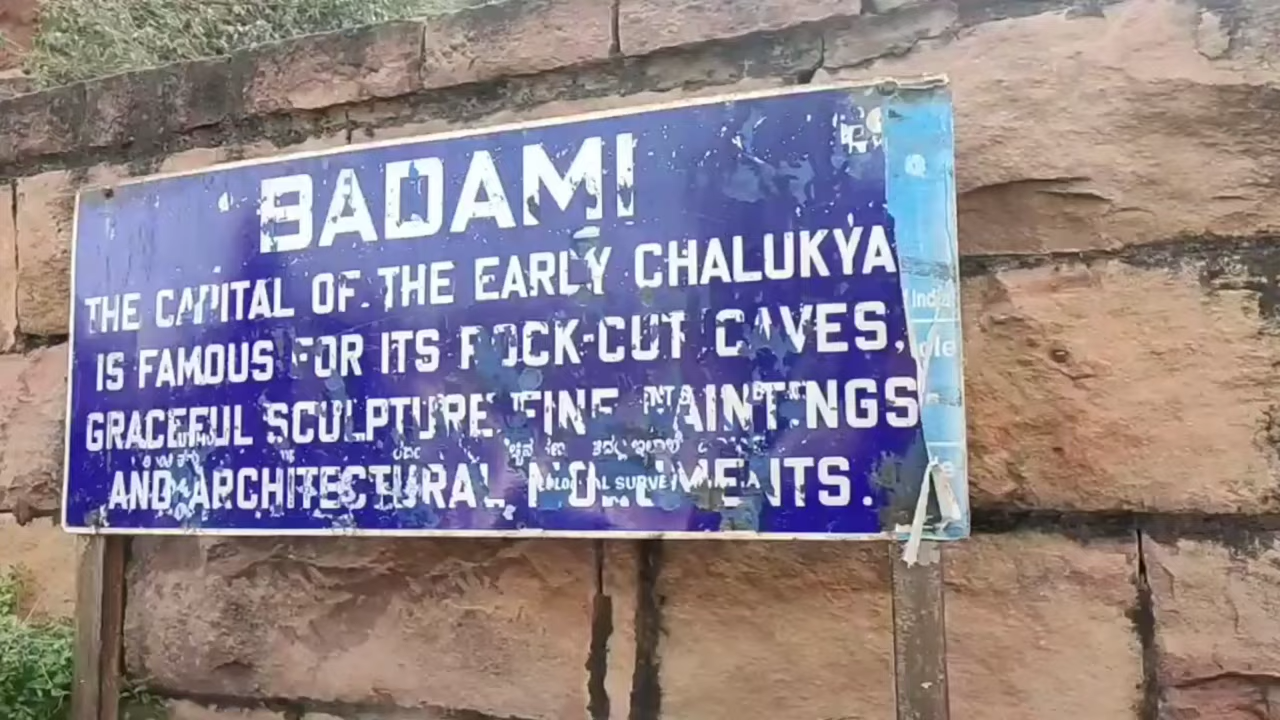 BADAMI
THE CAPITAL OF THE EARLY CHALUKYA
IS FAMOUS FOR ITS ROCK-CUT CAVES,
GRACEFUL SCULPTURE FINE PAINTINGS
AND ARCHITECTURAL MONUMENTS.